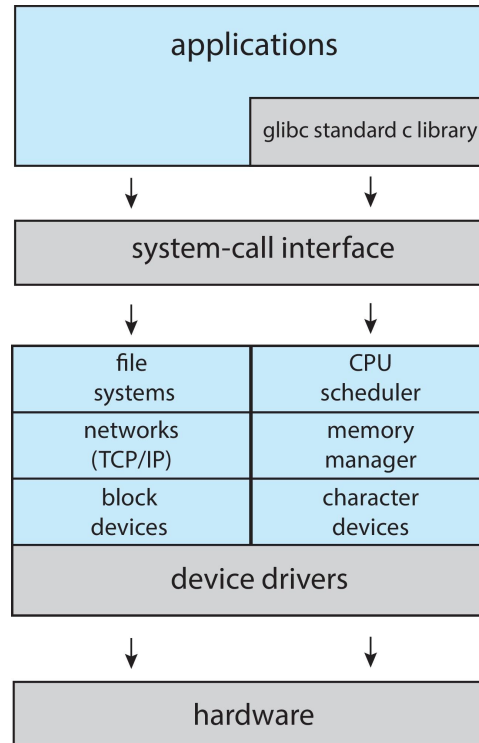 applications
glibc standard c library
system-call interface
file
systems
CPU
scheduler
networks
(TCP/IP)
memory
manager
block
devices
character
devices
device drivers
hardware